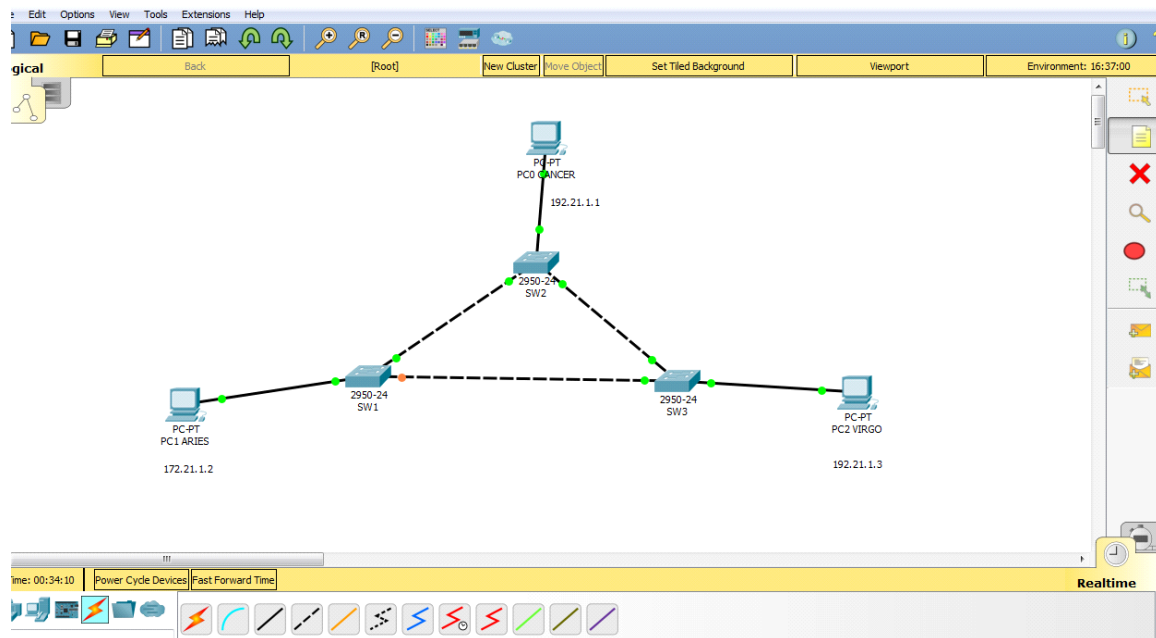 Edit Options View Tools Extensions Help
gical Back [Root] New Cluster Move Object Set Tiled Background Viewport Environment: 16:37:00
PC-PT
PC0 CANCER
192.21.1.1
2950-24
SW2
2950-24
SW1
2950-24
SW3
PC-PT
PC1 ARIES
172.21.1.2
PC-PT
PC2 VIRGO
192.21.1.3
ime: 00:34:10 Power Cycle Devices Fast Forward Time
Realtime